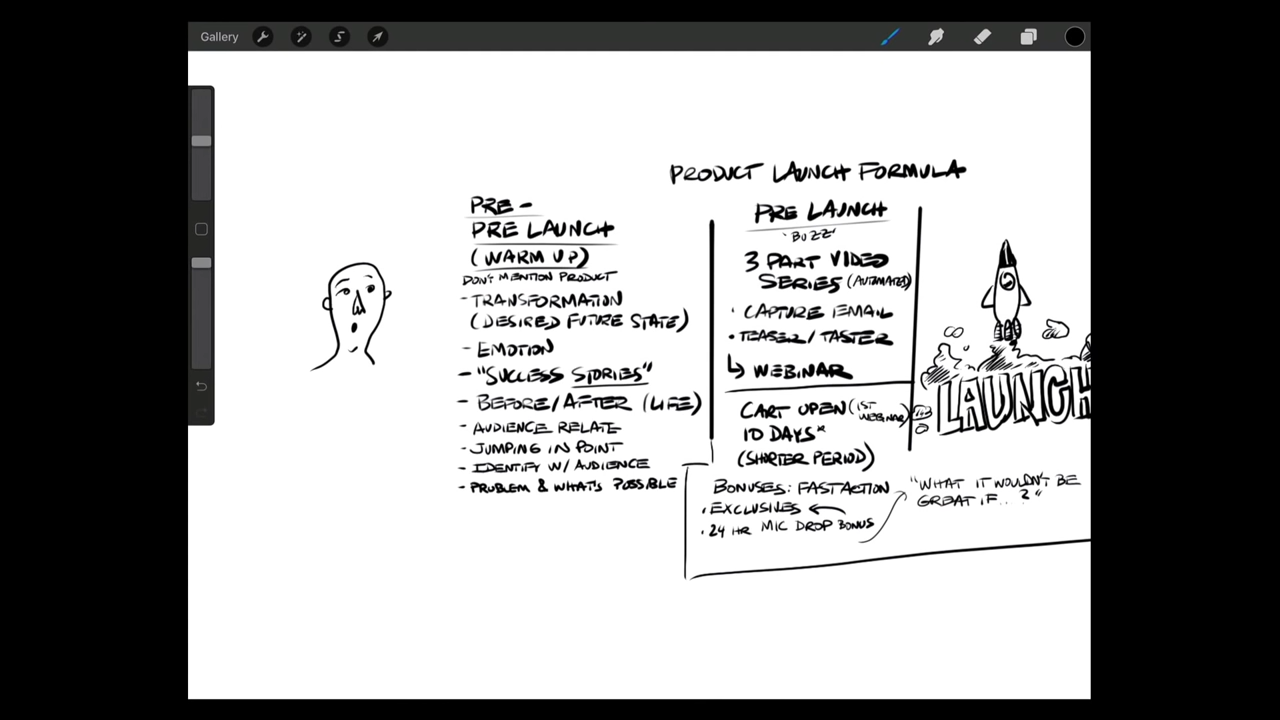 Gallery
PRODUCT LAUNCH FORMULA
PRE-
PRE LAUNCH
(WARM UP)
DON'T MENTION PRODUCT
- TRANSFORMATION
(DESIRED FUTURE STATE)
- EMOTION
- "SUCCESS STORIES"
- BEFORE/AFTER (LIFE)
- AUDIENCE RELATE
- JUMPING IN POINT
- IDENTIFY W/ AUDIENCE
- PROBLEM & WHAT'S POSSIBLE
PRE LAUNCH
'BUZZ'
3 PART VIDEO
SERIES (AUTOMATED)
• CAPTURE EMAIL
• TEASER/TASTER
↳ WEBINAR
CART OPEN (1ST WEBINAR)
10 DAYS*
(SHORTER PERIOD)
BONUSES: FAST ACTION
• EXCLUSIVES
• 24 HR MIC DROP BONUS
"WHAT IT WOULDN'T BE
GREAT IF...?"
LAUNCH